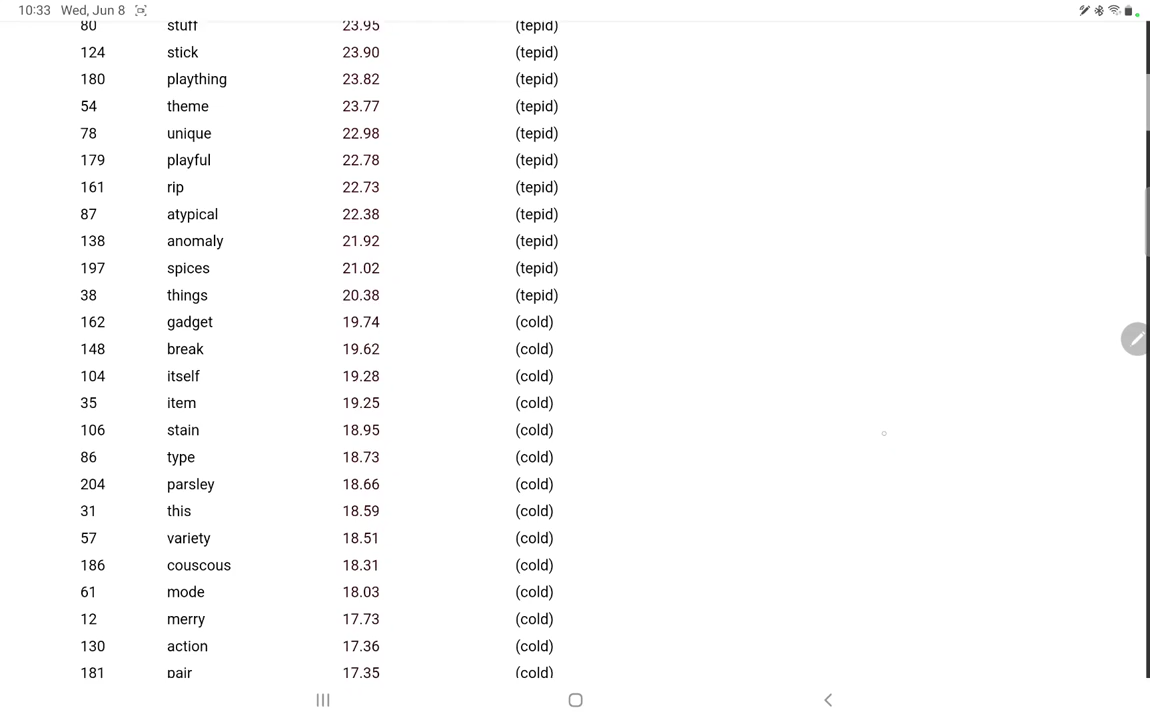 10:33 Wed, Jun 8
80 stuff 23.95 (tepid)
124 stick 23.90 (tepid)
180 plaything 23.82 (tepid)
54 theme 23.77 (tepid)
78 unique 22.98 (tepid)
179 playful 22.78 (tepid)
161 rip 22.73 (tepid)
87 atypical 22.38 (tepid)
138 anomaly 21.92 (tepid)
197 spices 21.02 (tepid)
38 things 20.38 (tepid)
162 gadget 19.74 (cold)
148 break 19.62 (cold)
104 itself 19.28 (cold)
35 item 19.25 (cold)
106 stain 18.95 (cold)
86 type 18.73 (cold)
204 parsley 18.66 (cold)
31 this 18.59 (cold)
57 variety 18.51 (cold)
186 couscous 18.31 (cold)
61 mode 18.03 (cold)
12 merry 17.73 (cold)
130 action 17.36 (cold)
181 pair 17.35 (cold)